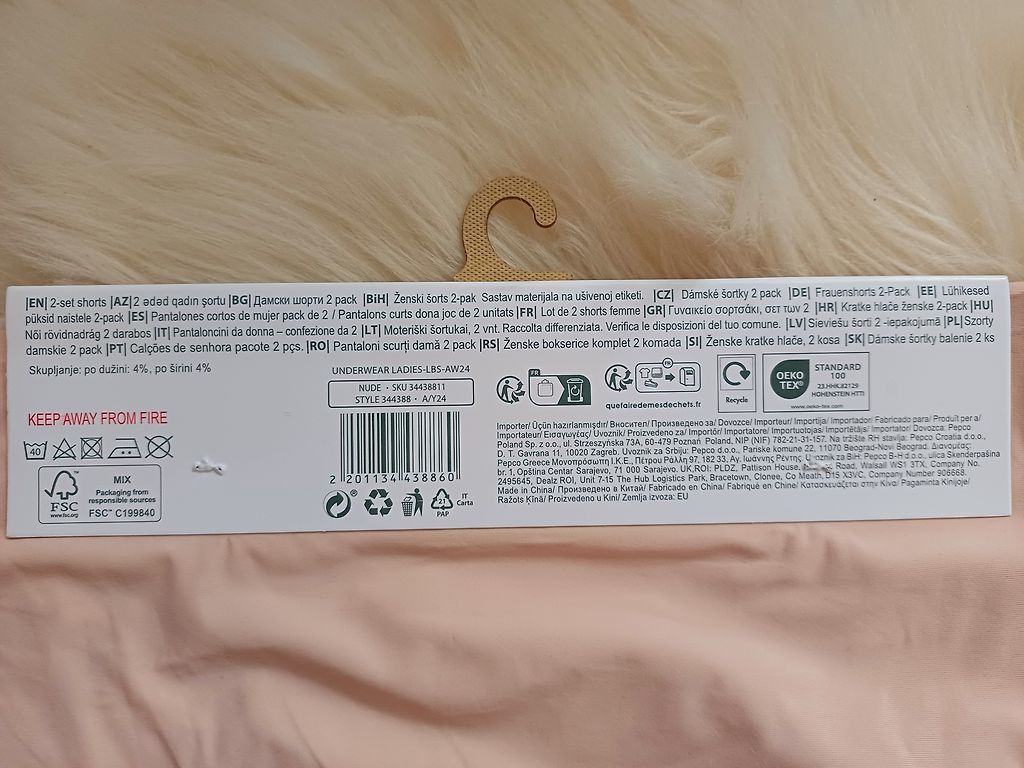 |EN| 2-set shorts |AZ| 2 ədəd qadın şortu |BG| Дамски шорти 2 pack |BiH| Ženski šorts 2-pak Sastav materijala na ušivenoj etiketi. |CZ| Dámské šortky 2 pack |DE| Frauenshorts 2-Pack |EE| Lühikesed
püksid naistele 2-pack |ES| Pantalones cortos de mujer pack de 2 / Pantalons curts dona joc de 2 unitats |FR| Lot de 2 shorts femme |GR| Γυναικείο σορτσάκι, σετ των 2 |HR| Kratke hlače ženske 2-pack |HU|
Női rövidnadrág 2 darabos |IT| Pantaloncini da donna – confezione da 2 |LT| Moteriški šortukai, 2 vnt. Raccolta differenziata. Verifica le disposizioni del tuo comune. |LV| Sieviešu šorti 2 -iepakojumā |PL| Szorty
damskie 2 pack |PT| Calções de senhora pacote 2 pçs. |RO| Pantaloni scurți damă 2 pack |RS| Ženske bokserice komplet 2 komada |SI| Ženske kratke hlače, 2 kosa |SK| Dámske šortky balenie 2 ks
Skupljanje: po dužini: 4%, po širini 4%
KEEP AWAY FROM FIRE
40
FSC
www.fsc.org
MIX
Packaging from
responsible sources
FSC™ C199840
UNDERWEAR LADIES-LBS-AW24
NUDE · SKU 34438811
STYLE 344388 · A/Y24
2 201134 438860
21
PAP
IT
Carta
FR
FR
quefairedemesdechets.fr
Recycle
OEKO
TEX®
STANDARD
100
23.HHK.82129
HOHENSTEIN HTTI
www.oeko-tex.com
Importer/ Üçün hazırlanmışdır/ Вносител/ Произведено за/ Dovozce/ Importeur/ Importija/ Importador/ Fabricado para/ Produït per a/
Importateur/ Εισαγωγέας/ Uvoznik/ Proizvedeno za/ Importőr/ Importatore/ Importuotojas/ Importētājs/ Importator/ Dovozca: Pepco
Poland Sp. z o.o., ul. Strzeszyńska 73A, 60-479 Poznań Poland, NIP (NIF) 782-21-31-157. Na tržište RH stavlja: Pepco Croatia d.o.o.,
D. T. Gavrana 11, 10020 Zagreb. Uvoznik za Srbiju: Pepco d.o.o., Pariske komune 22, 11070 Beograd-Novi Beograd. Διανομέας:
Pepco Greece Μονοπρόσωπη Ι.Κ.Ε., Πέτρου Ράλλη 97, 182 33, Αγ. Ιωάννης Ρέντης. Uvoznik za BiH: Pepco B-H d.o.o., ulica Skenderpašina
br. 1, Opština Centar Sarajevo, 71 000 Sarajevo. UK,ROI: PLDZ, Pattison House, Road, Walsall WS1 3TX, Company No.
2495645, Dealz ROI, Unit 7-15 The Hub Logistics Park, Bracetown, Clonee, Co Meath, D15 X3VC, Company Number 906668.
Made in China/ Произведено в Китай/ Fabricado en China/ Fabriqué en Chine/ Κατασκευάζεται στην Κίνα/ Pagaminta Kinijoje/
Ražots Ķīnā/ Proizvedeno u Kini/ Zemlja izvoza: EU